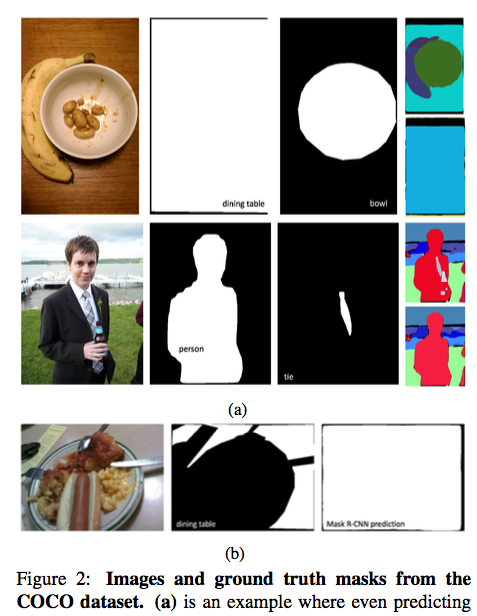 dining table
bowl
person
tie
(a)
dining table
Mask R-CNN prediction
(b)
Figure 2: Images and ground truth masks from the
COCO dataset. (a) is an example where even predicting